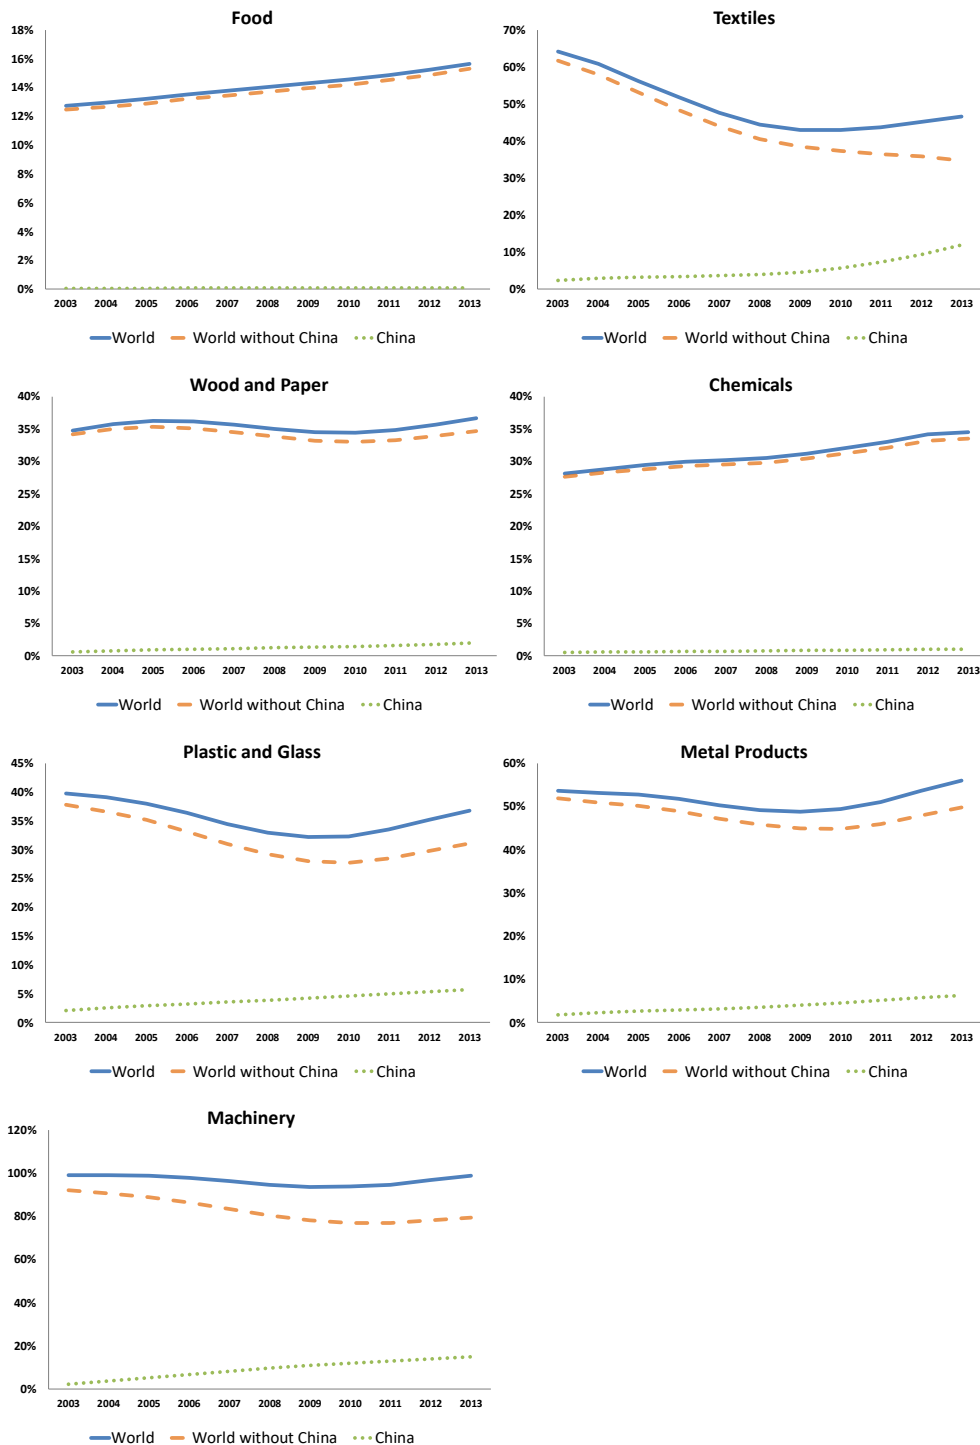 Food
18%
16%
14%
12%
10%
8%
6%
4%
2%
0%
2003 2004 2005 2006 2007 2008 2009 2010 2011 2012 2013
World World without China China
Textiles
70%
60%
50%
40%
30%
20%
10%
0%
2003 2004 2005 2006 2007 2008 2009 2010 2011 2012 2013
World World without China China
Wood and Paper
40%
35%
30%
25%
20%
15%
10%
5%
0%
2003 2004 2005 2006 2007 2008 2009 2010 2011 2012 2013
World World without China China
Chemicals
40%
35%
30%
25%
20%
15%
10%
5%
0%
2003 2004 2005 2006 2007 2008 2009 2010 2011 2012 2013
World World without China China
Plastic and Glass
45%
40%
35%
30%
25%
20%
15%
10%
5%
0%
2003 2004 2005 2006 2007 2008 2009 2010 2011 2012 2013
World World without China China
Metal Products
60%
50%
40%
30%
20%
10%
0%
2003 2004 2005 2006 2007 2008 2009 2010 2011 2012 2013
World World without China China
Machinery
120%
100%
80%
60%
40%
20%
0%
2003 2004 2005 2006 2007 2008 2009 2010 2011 2012 2013
World World without China China